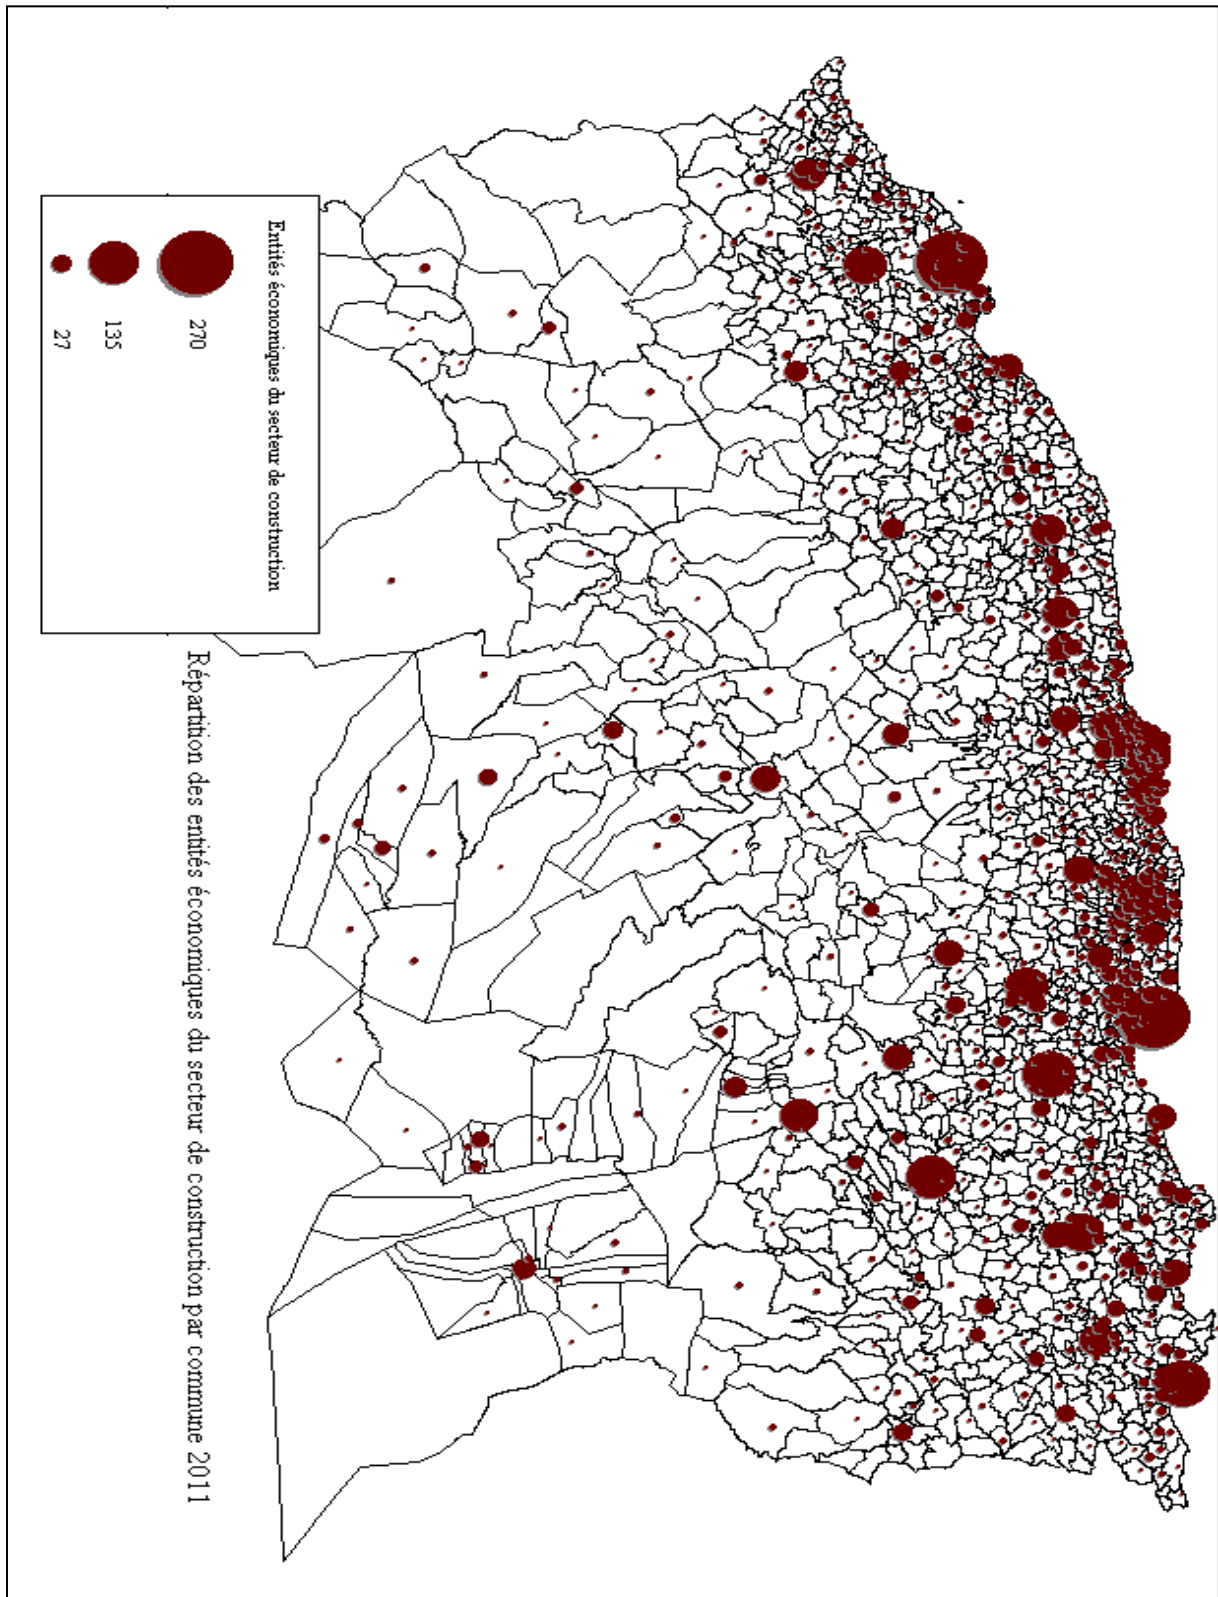 Entités économiques du secteur de construction
270
135
27
Répartition des entités économiques du secteur de construction par commune 2011